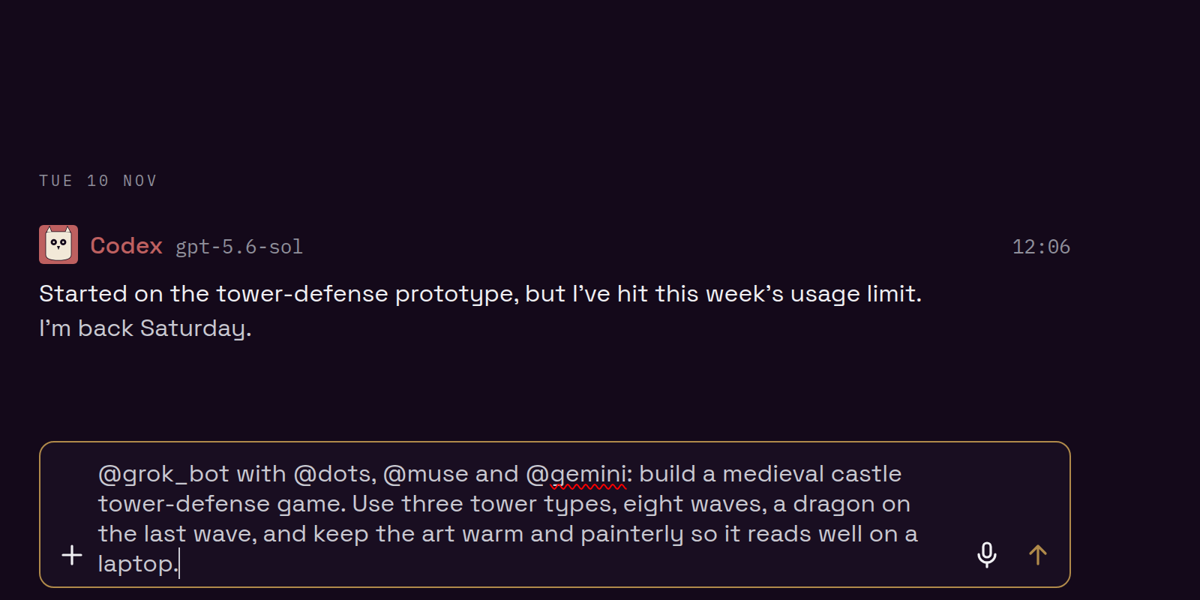 TUE 10 NOV
Codex gpt-5.6-sol 12:06
Started on the tower-defense prototype, but I’ve hit this week’s usage limit.
I’m back Saturday.
@grok_bot with @dots, @muse and @gemini: build a medieval castle
tower-defense game. Use three tower types, eight waves, a dragon on
the last wave, and keep the art warm and painterly so it reads well on a
laptop.